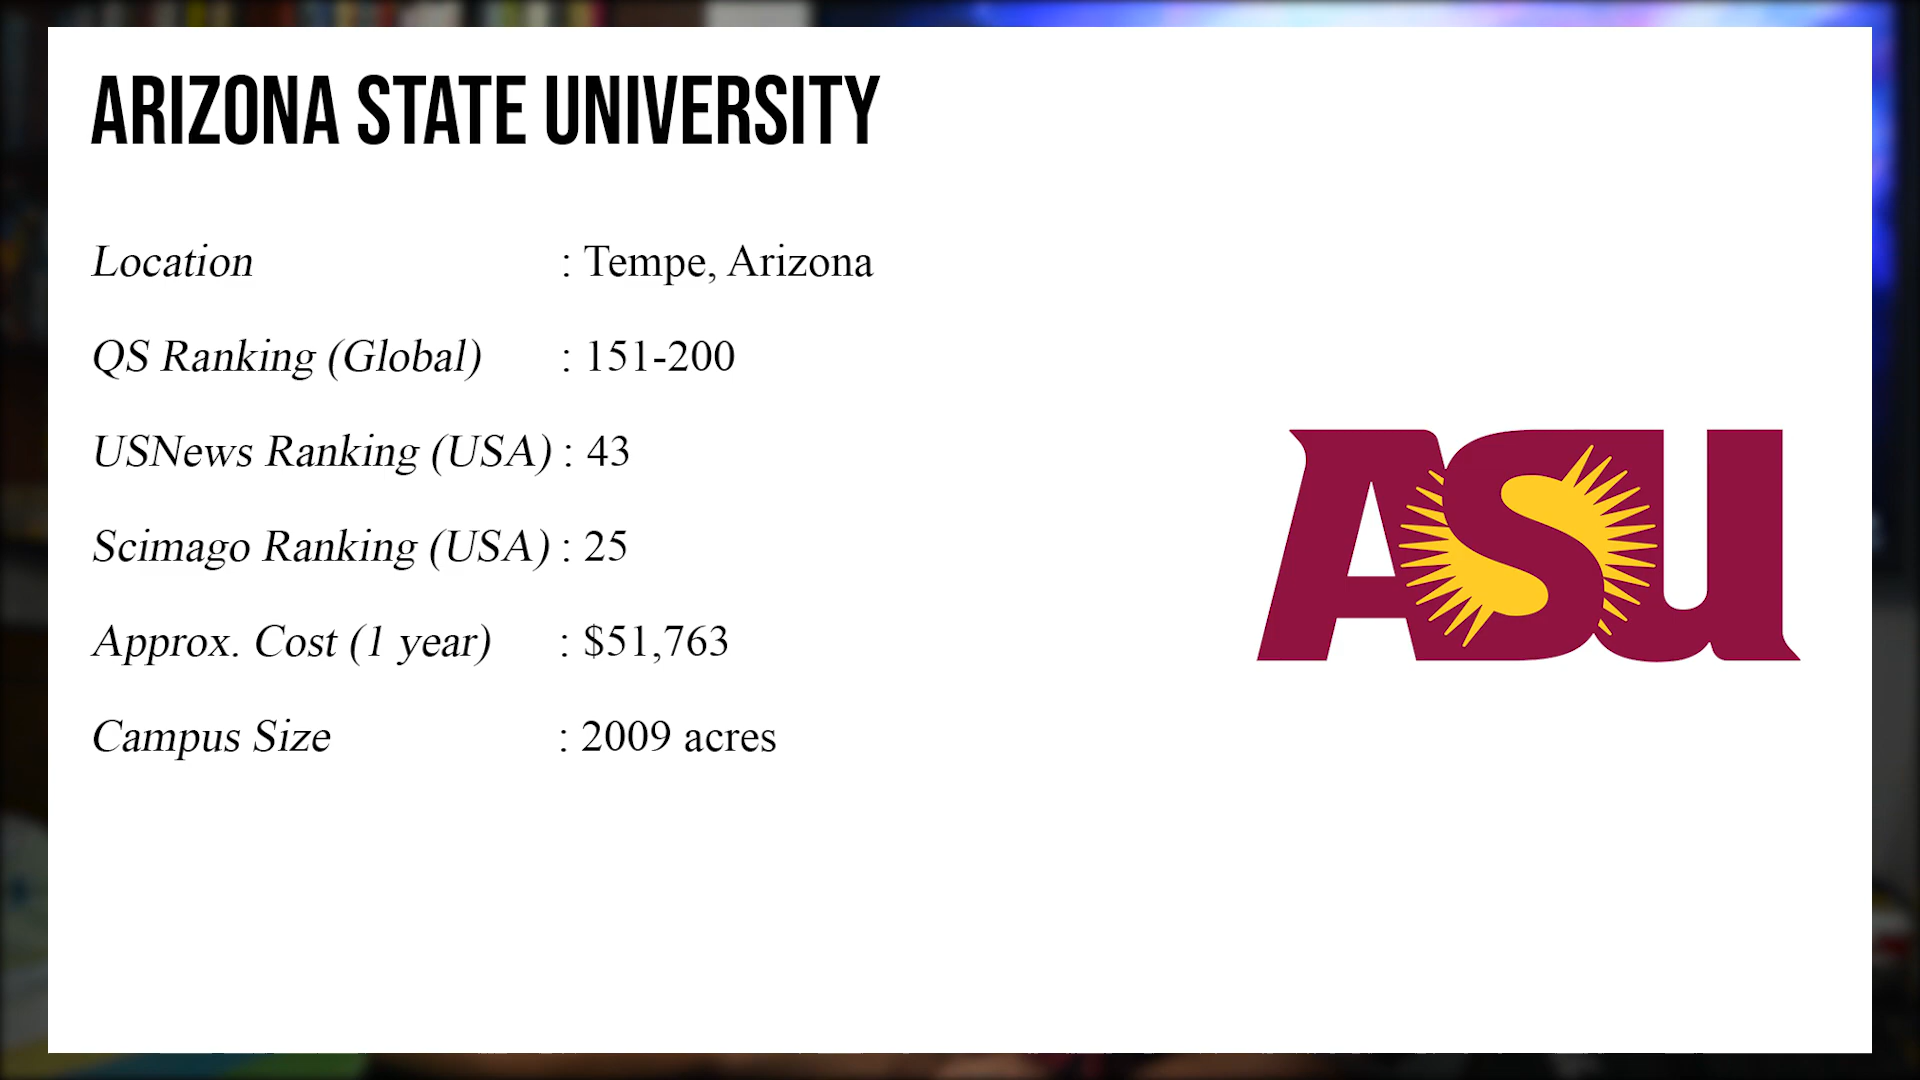 ARIZONA STATE UNIVERSITY
Location : Tempe, Arizona
QS Ranking (Global) : 151-200
USNews Ranking (USA) : 43
Scimago Ranking (USA) : 25
Approx. Cost (1 year) : $51,763
Campus Size : 2009 acres
ASU